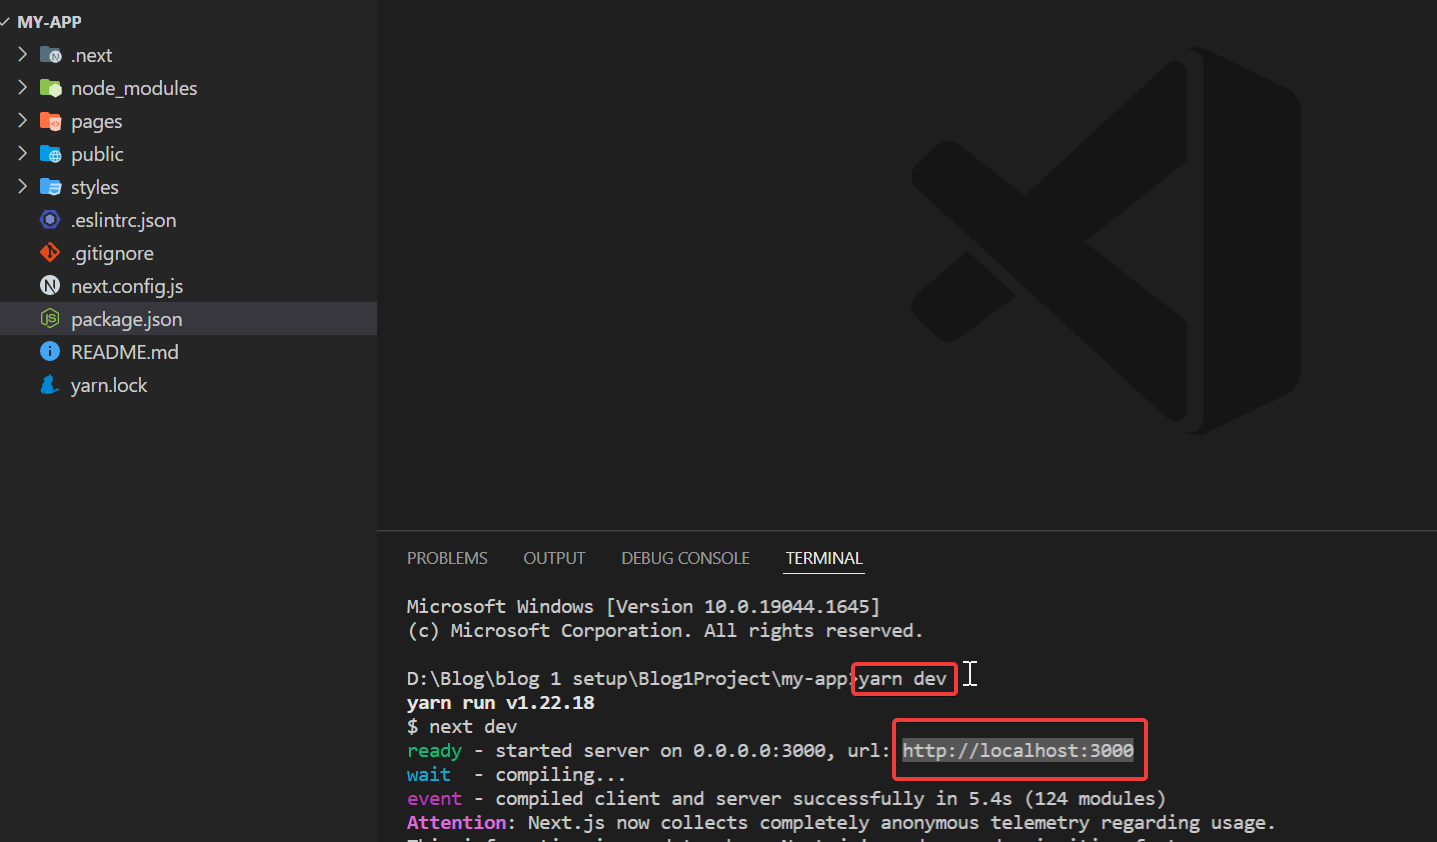 MY-APP
.next
node_modules
pages
public
styles
.eslintrc.json
.gitignore
next.config.js
package.json
README.md
yarn.lock
PROBLEMS OUTPUT DEBUG CONSOLE TERMINAL
Microsoft Windows [Version 10.0.19044.1645]
(c) Microsoft Corporation. All rights reserved.
D:\Blog\blog 1 setup\Blog1Project\my-app>yarn dev
yarn run v1.22.18
$ next dev
ready - started server on 0.0.0.0:3000, url: http://localhost:3000
wait - compiling...
event - compiled client and server successfully in 5.4s (124 modules)
Attention: Next.js now collects completely anonymous telemetry regarding usage.